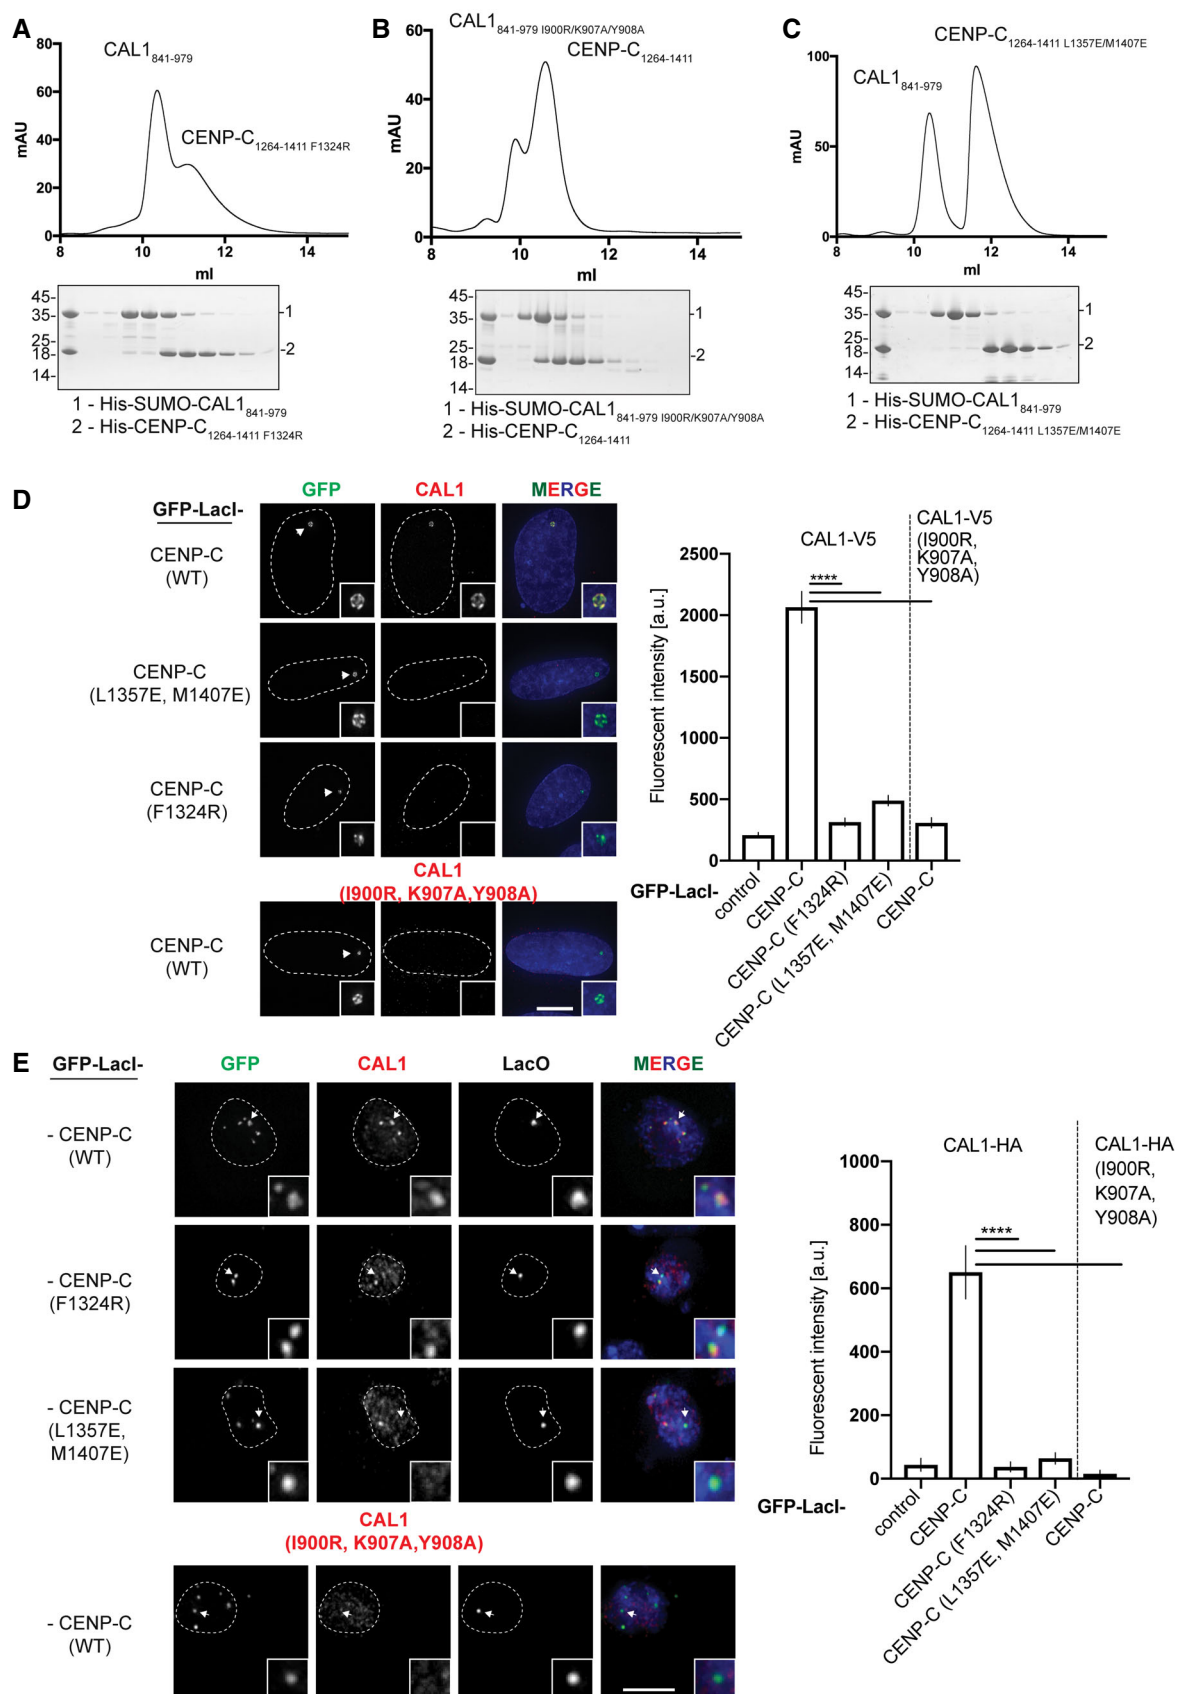 A
CAL1841-979
CENP-C1264-1411 F1324R
mAU
80
60
40
20
0
8 10 12 14
ml
45-
35-
25-
18-
14-
-1
-2
1 - His-SUMO-CAL1841-979
2 - His-CENP-C1264-1411 F1324R
B
CAL1841-979 I900R/K907A/Y908A
CENP-C1264-1411
mAU
60
40
20
0
8 10 12 14
ml
45-
35-
25-
18-
14-
-1
-2
1 - His-SUMO-CAL1841-979 I900R/K907A/Y908A
2 - His-CENP-C1264-1411
C
CENP-C1264-1411 L1357E/M1407E
CAL1841-979
mAU
100
50
0
8 10 12 14
ml
45-
35-
25-
18-
14-
-1
-2
1 - His-SUMO-CAL1841-979
2 - His-CENP-C1264-1411 L1357E/M1407E
D
GFP-LacI-
GFP CAL1 MERGE
CENP-C
(WT)
CENP-C
(L1357E, M1407E)
CENP-C
(F1324R)
CAL1
(I900R, K907A,Y908A)
CENP-C
(WT)
CAL1-V5
CAL1-V5
(I900R,
K907A,
Y908A)
****
Fluorescent intensity [a.u.]
2500
2000
1500
1000
500
0
GFP-LacI-
control
CENP-C
CENP-C (F1324R)
CENP-C (L1357E, M1407E)
CENP-C
E
GFP-LacI-
GFP CAL1 LacO MERGE
- CENP-C
(WT)
- CENP-C
(F1324R)
- CENP-C
(L1357E,
M1407E)
CAL1
(I900R, K907A,Y908A)
- CENP-C
(WT)
CAL1-HA
CAL1-HA
(I900R,
K907A,
Y908A)
****
Fluorescent intensity [a.u.]
1000
800
600
400
200
0
GFP-LacI-
control
CENP-C
CENP-C (F1324R)
CENP-C (L1357E, M1407E)
CENP-C